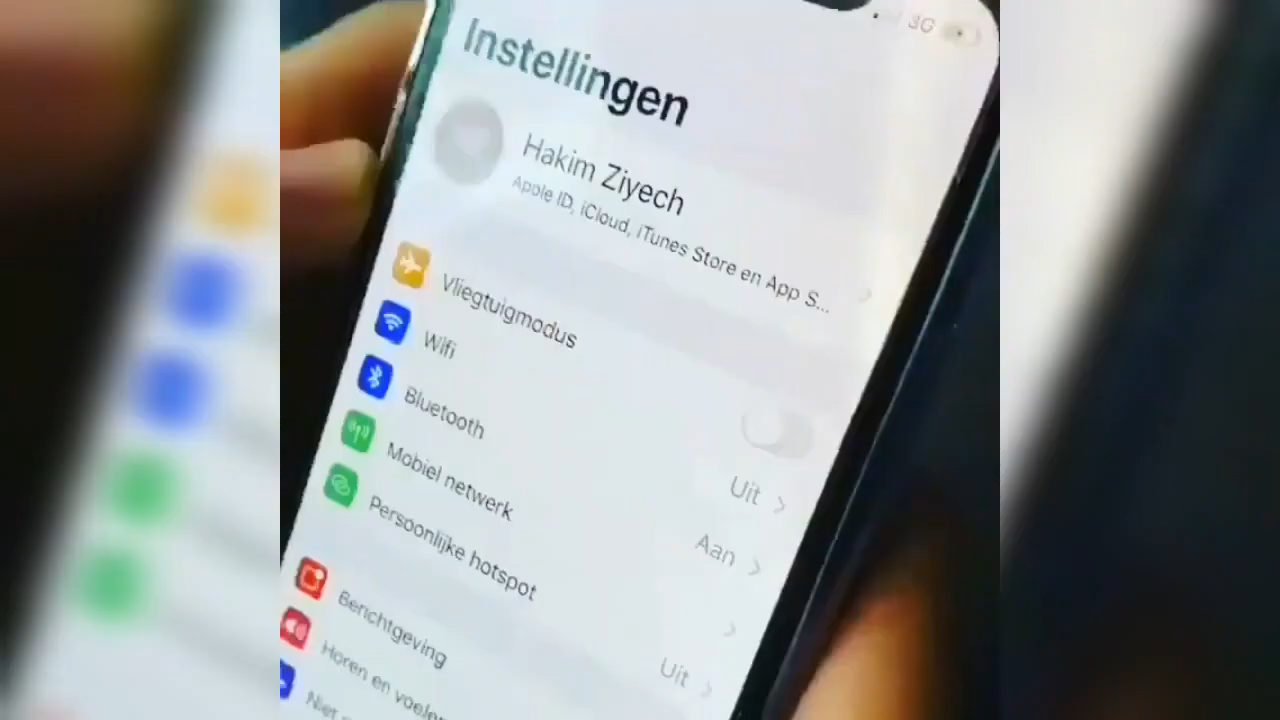 3G
Instellingen
Hakim Ziyech
Apple ID, iCloud, iTunes Store en App S...
Vliegtuigmodus
Wifi
Uit
Bluetooth
Aan
Mobiel netwerk
Persoonlijke hotspot
Uit
Berichtgeving
Horen en voelen
Niet